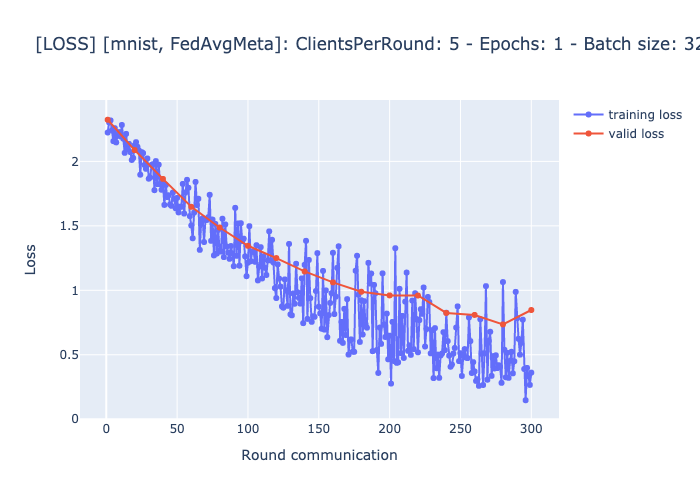 [LOSS] [mnist, FedAvgMeta]: ClientsPerRound: 5 - Epochs: 1 - Batch size: 32
training loss
valid loss
2
1.5
1
0.5
0
Loss
0 50 100 150 200 250 300
Round communication